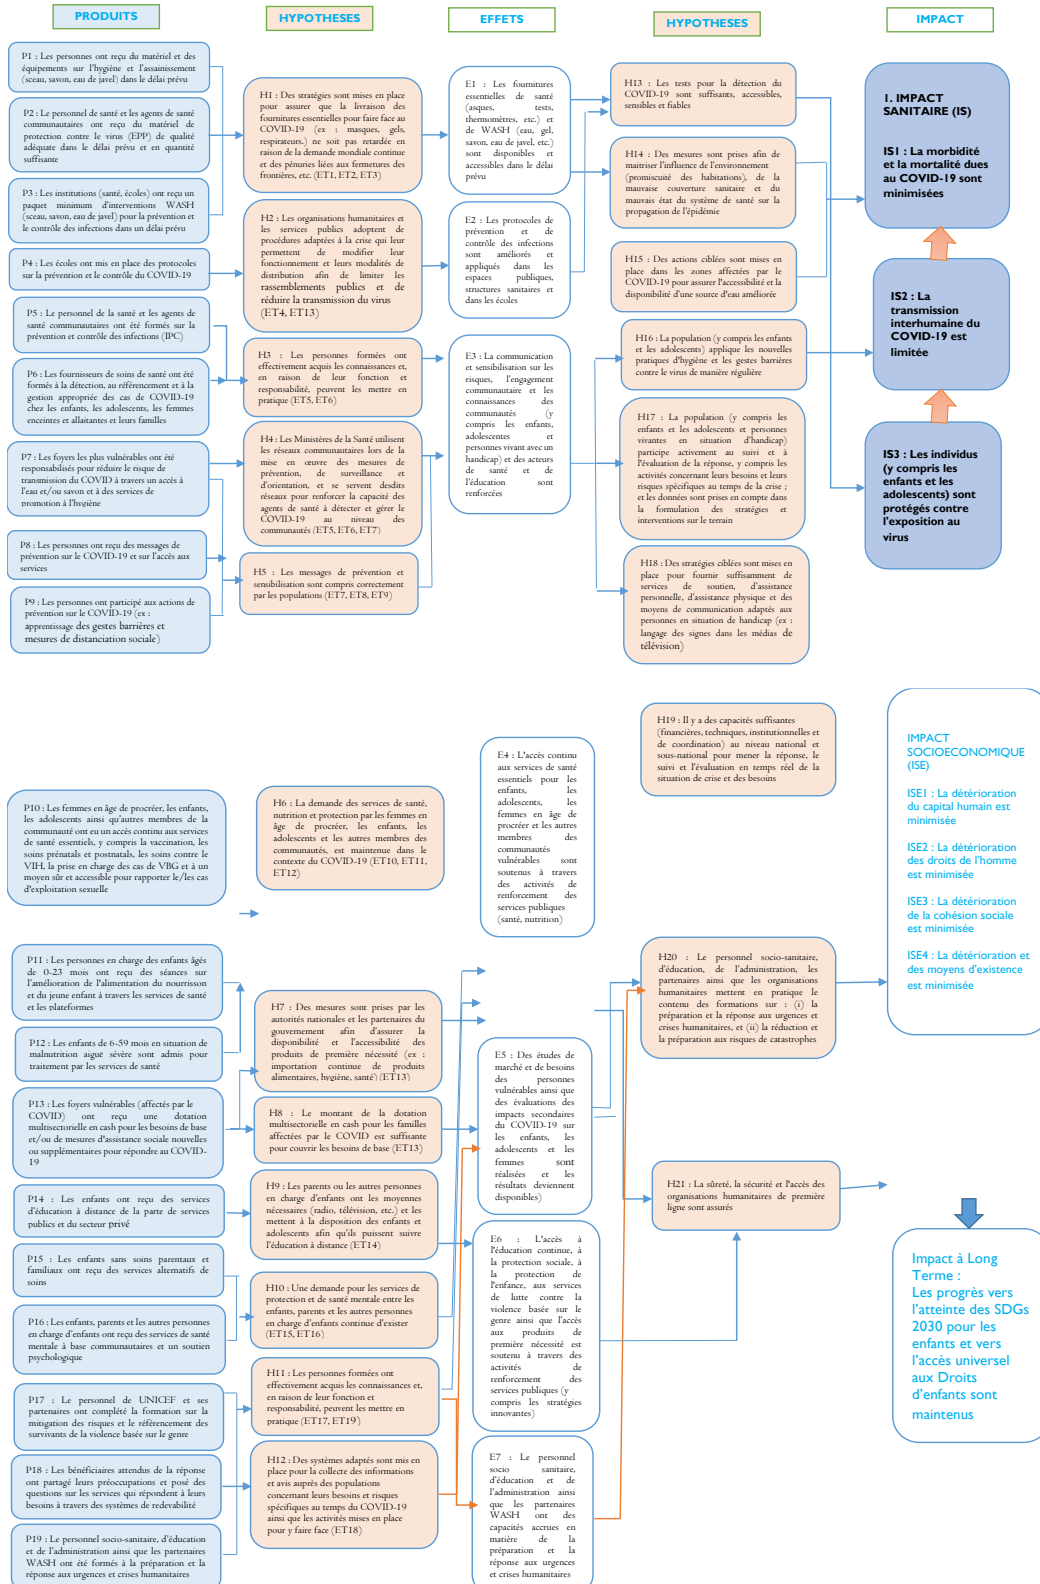 PRODUITS
HYPOTHESES
EFFETS
HYPOTHESES
IMPACT
P1 : Les personnes ont reçu du matériel et des
équipements sur l'hygiène et l'assainissement
(sceau, savon, eau de javel) dans le délai prévu
P2 : Le personnel de santé et les agents de santé
communautaires ont reçu du matériel de
protection contre le virus (EPP) de qualité
adéquate dans le délai prévu et en quantité
suffisante
P3 : Les institutions (santé, écoles) ont reçu un
paquet minimum d'interventions WASH
(sceau, savon, eau de javel) pour la prévention et
le contrôle des infections dans un délai prévu
P4 : Les écoles ont mis en place des protocoles
sur la prévention et le contrôle du COVID-19
P5 : Le personnel de la santé et les agents de
santé communautaires ont été formés sur la
prévention et contrôle des infections (IPC)
P6 : Les fournisseurs de soins de santé ont été
formés à la détection, au référencement et à la
gestion appropriée des cas de COVID-19
chez les enfants, les adolescents, les femmes
enceintes et allaitantes et leurs familles
P7 : Les foyers les plus vulnérables ont été
responsabilisés pour réduire le risque de
transmission du COVID à travers un accès à
l'eau et/ou savon et à des services de
promotion à l'hygiène
P8 : Les personnes ont reçu des messages de
prévention sur le COVID-19 et sur l'accès aux
services
P9 : Les personnes ont participé aux actions de
prévention sur le COVID-19 (ex :
apprentissage des gestes barrières et
mesures de distanciation sociale)
H1 : Des stratégies sont mises en place
pour assurer que la livraison des
fournitures essentielles pour faire face au
COVID-19 (ex : masques, gels,
respirateurs.) ne soit pas retardée en
raison de la demande mondiale continue
et des pénuries liées aux fermetures des
frontières, etc. (ET1, ET2, ET3)
H2 : Les organisations humanitaires et
les services publics adoptent de
procédures adaptées à la crise qui leur
permettent de modifier leur
fonctionnement et leurs modalités de
distribution afin de limiter les
rassemblements publics et de
réduire la transmission du virus
(ET4, ET13)
H3 : Les personnes formées ont
effectivement acquis les connaissances et,
en raison de leur fonction et
responsabilité, peuvent les mettre en
pratique (ET5, ET6)
H4 : Les Ministères de la Santé utilisent
les réseaux communautaires lors de la
mise en œuvre des mesures de
prévention, de surveillance et
d'orientation, et se servent desdits
réseaux pour renforcer la capacité des
agents de santé à détecter et gérer le
COVID-19 au niveau des
communautés (ET5, ET6, ET7)
H5 : Les messages de prévention et
sensibilisation sont compris correctement
par les populations (ET7, ET8, ET9)
E1 : Les fournitures
essentielles de santé
(asques, tests,
thermomètres, etc.) et
de WASH (eau, gel,
savon, eau de javel, etc.)
sont disponibles et
accessibles dans le délai
prévu
E2 : Les protocoles de
prévention et de
contrôle des infections
sont améliorés et
appliqués dans les
espaces publiques,
structures sanitaires et
dans les écoles
E3 : La communication
et sensibilisation sur les
risques, l'engagement
communautaire et les
connaissances des
communautés (y
compris les enfants,
adolescentes et
personnes vivant avec un
handicap) et des acteurs
de santé et de
l'éducation sont
renforcées
H13 : Les tests pour la détection du
COVID-19 sont suffisants, accessibles,
sensibles et fiables
H14 : Des mesures sont prises afin de
maitriser l'influence de l'environnement
(promiscuité des habitations), de la
mauvaise couverture sanitaire et du
mauvais état du système de santé sur la
propagation de l'épidémie
H15 : Des actions ciblées sont mises en
place dans les zones affectées par le
COVID-19 pour assurer l'accessibilité et la
disponibilité d'une source d'eau améliorée
H16 : La population (y compris les enfants
et les adolescents) applique les nouvelles
pratiques d'hygiène et les gestes barrières
contre le virus de manière régulière
H17 : La population (y compris les
enfants et les adolescents et personnes
vivantes en situation d'handicap)
participe activement au suivi et à
l'évaluation de la réponse, y compris les
activités concernant leurs besoins et leurs
risques spécifiques au temps de la crise ;
et les données sont prises en compte dans
la formulation des stratégies et
interventions sur le terrain
H18 : Des stratégies ciblées sont mises en
place pour fournir suffisamment de
services de soutien, d'assistance
personnelle, d'assistance physique et des
moyens de communication adaptés aux
personnes en situation de handicap (ex :
langage des signes dans les médias de
télévision)
1. IMPACT
SANITAIRE (IS)
IS1 : La morbidité
et la mortalité dues
au COVID-19 sont
minimisées
IS2 : La
transmission
interhumaine du
COVID-19 est
limitée
IS3 : Les individus
(y compris les
enfants et les
adolescents) sont
protégés contre
l'exposition au
virus
P10 : Les femmes en âge de procréer, les enfants,
les adolescents ainsi qu'autres membres de la
communauté ont eu un accès continu aux services
de santé essentiels, y compris la vaccination, les
soins prénatals et postnatals, les soins contre le
VIH, la prise en charge des cas de VBG et à un
moyen sûr et accessible pour rapporter le/les cas
d'exploitation sexuelle
P11 : Les personnes en charge des enfants âgés
de 0-23 mois ont reçu des séances sur
l'amélioration de l'alimentation du nourrisson
et du jeune enfant à travers les services de santé
et les plateformes
P12 : Les enfants de 6-59 mois en situation de
malnutrition aiguë sévère sont admis pour
traitement par les services de santé
P13 : Les foyers vulnérables (affectés par le
COVID) ont reçu une dotation
multisectorielle en cash pour les besoins de base
et/ou de mesures d'assistance sociale nouvelles
ou supplémentaires pour répondre au COVID-
19
P14 : Les enfants ont reçu des services
d'éducation à distance de la parte de services
publics et du secteur privé
P15 : Les enfants sans soins parentaux et
familiaux ont reçu des services alternatifs de
soins
P16 : Les enfants, parents et les autres personnes
en charge d'enfants ont reçu des services de santé
mentale à base communautaires et un soutien
psychologique
P17 : Le personnel de UNICEF et ses
partenaires ont complété la formation sur la
mitigation des risques et le référencement des
survivants de la violence basée sur le genre
P18 : Les bénéficiaires attendus de la réponse
ont partagé leurs préoccupations et posé des
questions sur les services qui répondent à leurs
besoins à travers des systèmes de redevabilité
P19 : Le personnel socio-sanitaire, d'éducation
et de l'administration ainsi que les partenaires
WASH ont été formés à la préparation et la
réponse aux urgences et crises humanitaires
H6 : La demande des services de santé,
nutrition et protection par les femmes en
âge de procréer, les enfants, les
adolescents et les autres membres des
communautés, est maintenue dans le
contexte du COVID-19 (ET10, ET11,
ET12)
H7 : Des mesures sont prises par les
autorités nationales et les partenaires du
gouvernement afin d'assurer la
disponibilité et l'accessibilité des
produits de première nécessité (ex :
importation continue de produits
alimentaires, hygiène, santé) (ET13)
H8 : Le montant de la dotation
multisectorielle en cash pour les familles
affectées par le COVID est suffisante
pour couvrir les besoins de base (ET13)
H9 : Les parents ou les autres personnes
en charge d'enfants ont les moyennes
nécessaires (radio, télévision, etc.) et les
mettent à la disposition des enfants et
adolescents afin qu'ils puissent suivre
l'éducation à distance (ET14)
H10 : Une demande pour les services de
protection et de santé mentale entre les
enfants, parents et les autres personnes
en charge d'enfants continue d'exister
(ET15, ET16)
H11 : Les personnes formées ont
effectivement acquis les connaissances et,
en raison de leur fonction et
responsabilité, peuvent les mettre en
pratique (ET17, ET19)
H12 : Des systèmes adaptés sont mis en
place pour la collecte des informations
et avis auprès des populations
concernant leurs besoins et risques
spécifiques au temps du COVID-19
ainsi que les activités mises en place
pour y faire face (ET18)
E4 : L'accès continu
aux services de santé
essentiels pour les
enfants, les
adolescents, les
femmes en âge de
procréer et les autres
membres des
communautés
vulnérables sont
soutenus à travers
des activités de
renforcement des
services publiques
(santé, nutrition)
E5 : Des études de
marché et de besoins
des personnes
vulnérables ainsi que
des évaluations des
impacts secondaires
du COVID-19 sur
les enfants, les
adolescents et les
femmes sont
réalisées et les
résultats deviennent
disponibles)
E6 : L'accès à
l'éducation continue, à
la protection sociale, à
la protection de
l'enfance, aux services
de lutte contre la
violence basée sur le
genre ainsi que l'accès
aux produits de
première nécessité est
soutenu à travers des
activités de
renforcement des
services publiques (y
compris les stratégies
innovantes)
E7 : Le personnel
socio sanitaire,
d'éducation et de
l'administration ainsi
que les partenaires
WASH ont des
capacités accrues en
matière de la
préparation et la
réponse aux urgences
et crises humanitaires
H19 : Il y a des capacités suffisantes
(financières, techniques, institutionnelles et
de coordination) au niveau national et
sous-national pour mener la réponse, le
suivi et l'évaluation en temps réel de la
situation de crise et des besoins
H20 : Le personnel socio-sanitaire,
d'éducation, de l'administration, les
partenaires ainsi que les organisations
humanitaires mettent en pratique le
contenu des formations sur : (i) la
préparation et la réponse aux urgences et
crises humanitaires, et (ii) la réduction et
la préparation aux risques de catastrophes
H21 : La sûreté, la sécurité et l'accès des
organisations humanitaires de première
ligne sont assurés
IMPACT
SOCIOECONOMIQUE
(ISE)
ISE1 : La détérioration
du capital humain est
minimisée
ISE2 : La détérioration
des droits de l'homme
est minimisée
ISE3 : La détérioration
de la cohésion sociale
est minimisée
ISE4 : La détérioration et
des moyens d'existence
est minimisée
Impact à Long
Terme :
Les progrès vers
l'atteinte des SDGs
2030 pour les
enfants et vers
l'accès universel
aux Droits
d'enfants sont
maintenus